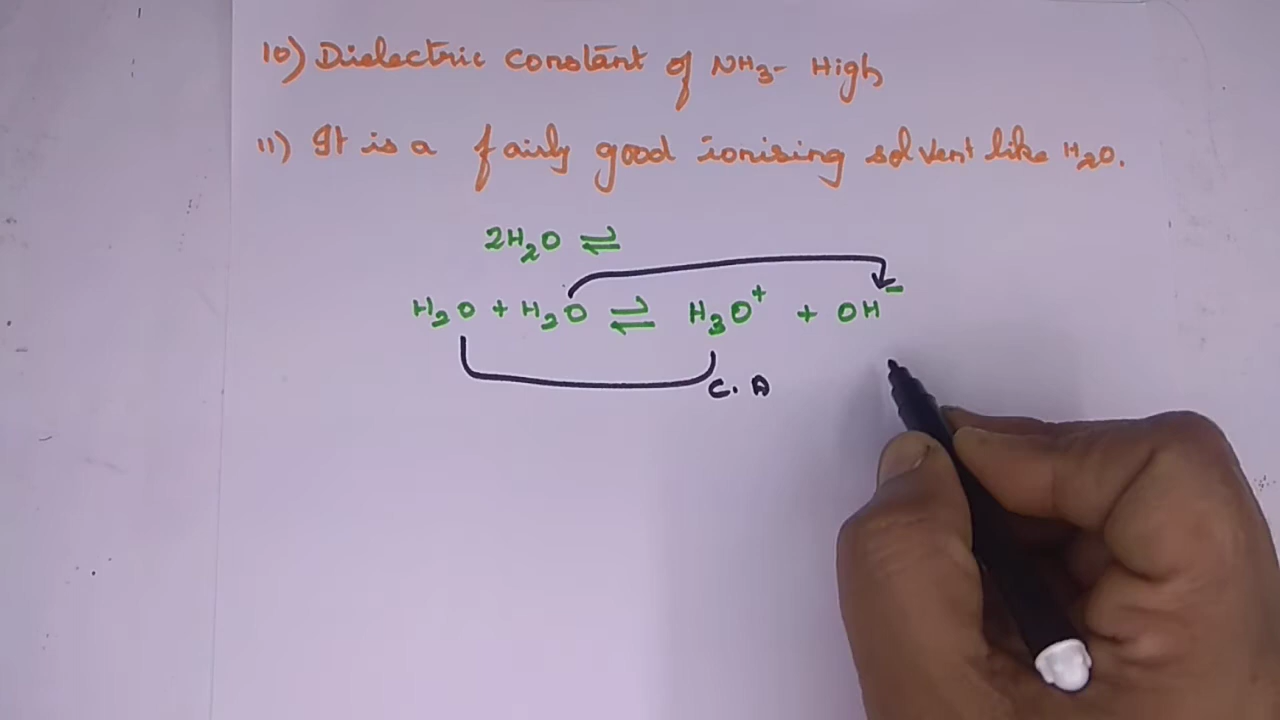 10) Dielectric constant of NH3- High
11) It is a fairly good ionising solvent like H2O.
2H2O ⇌
H2O + H2O ⇌ H3O+ + OH-
C. A